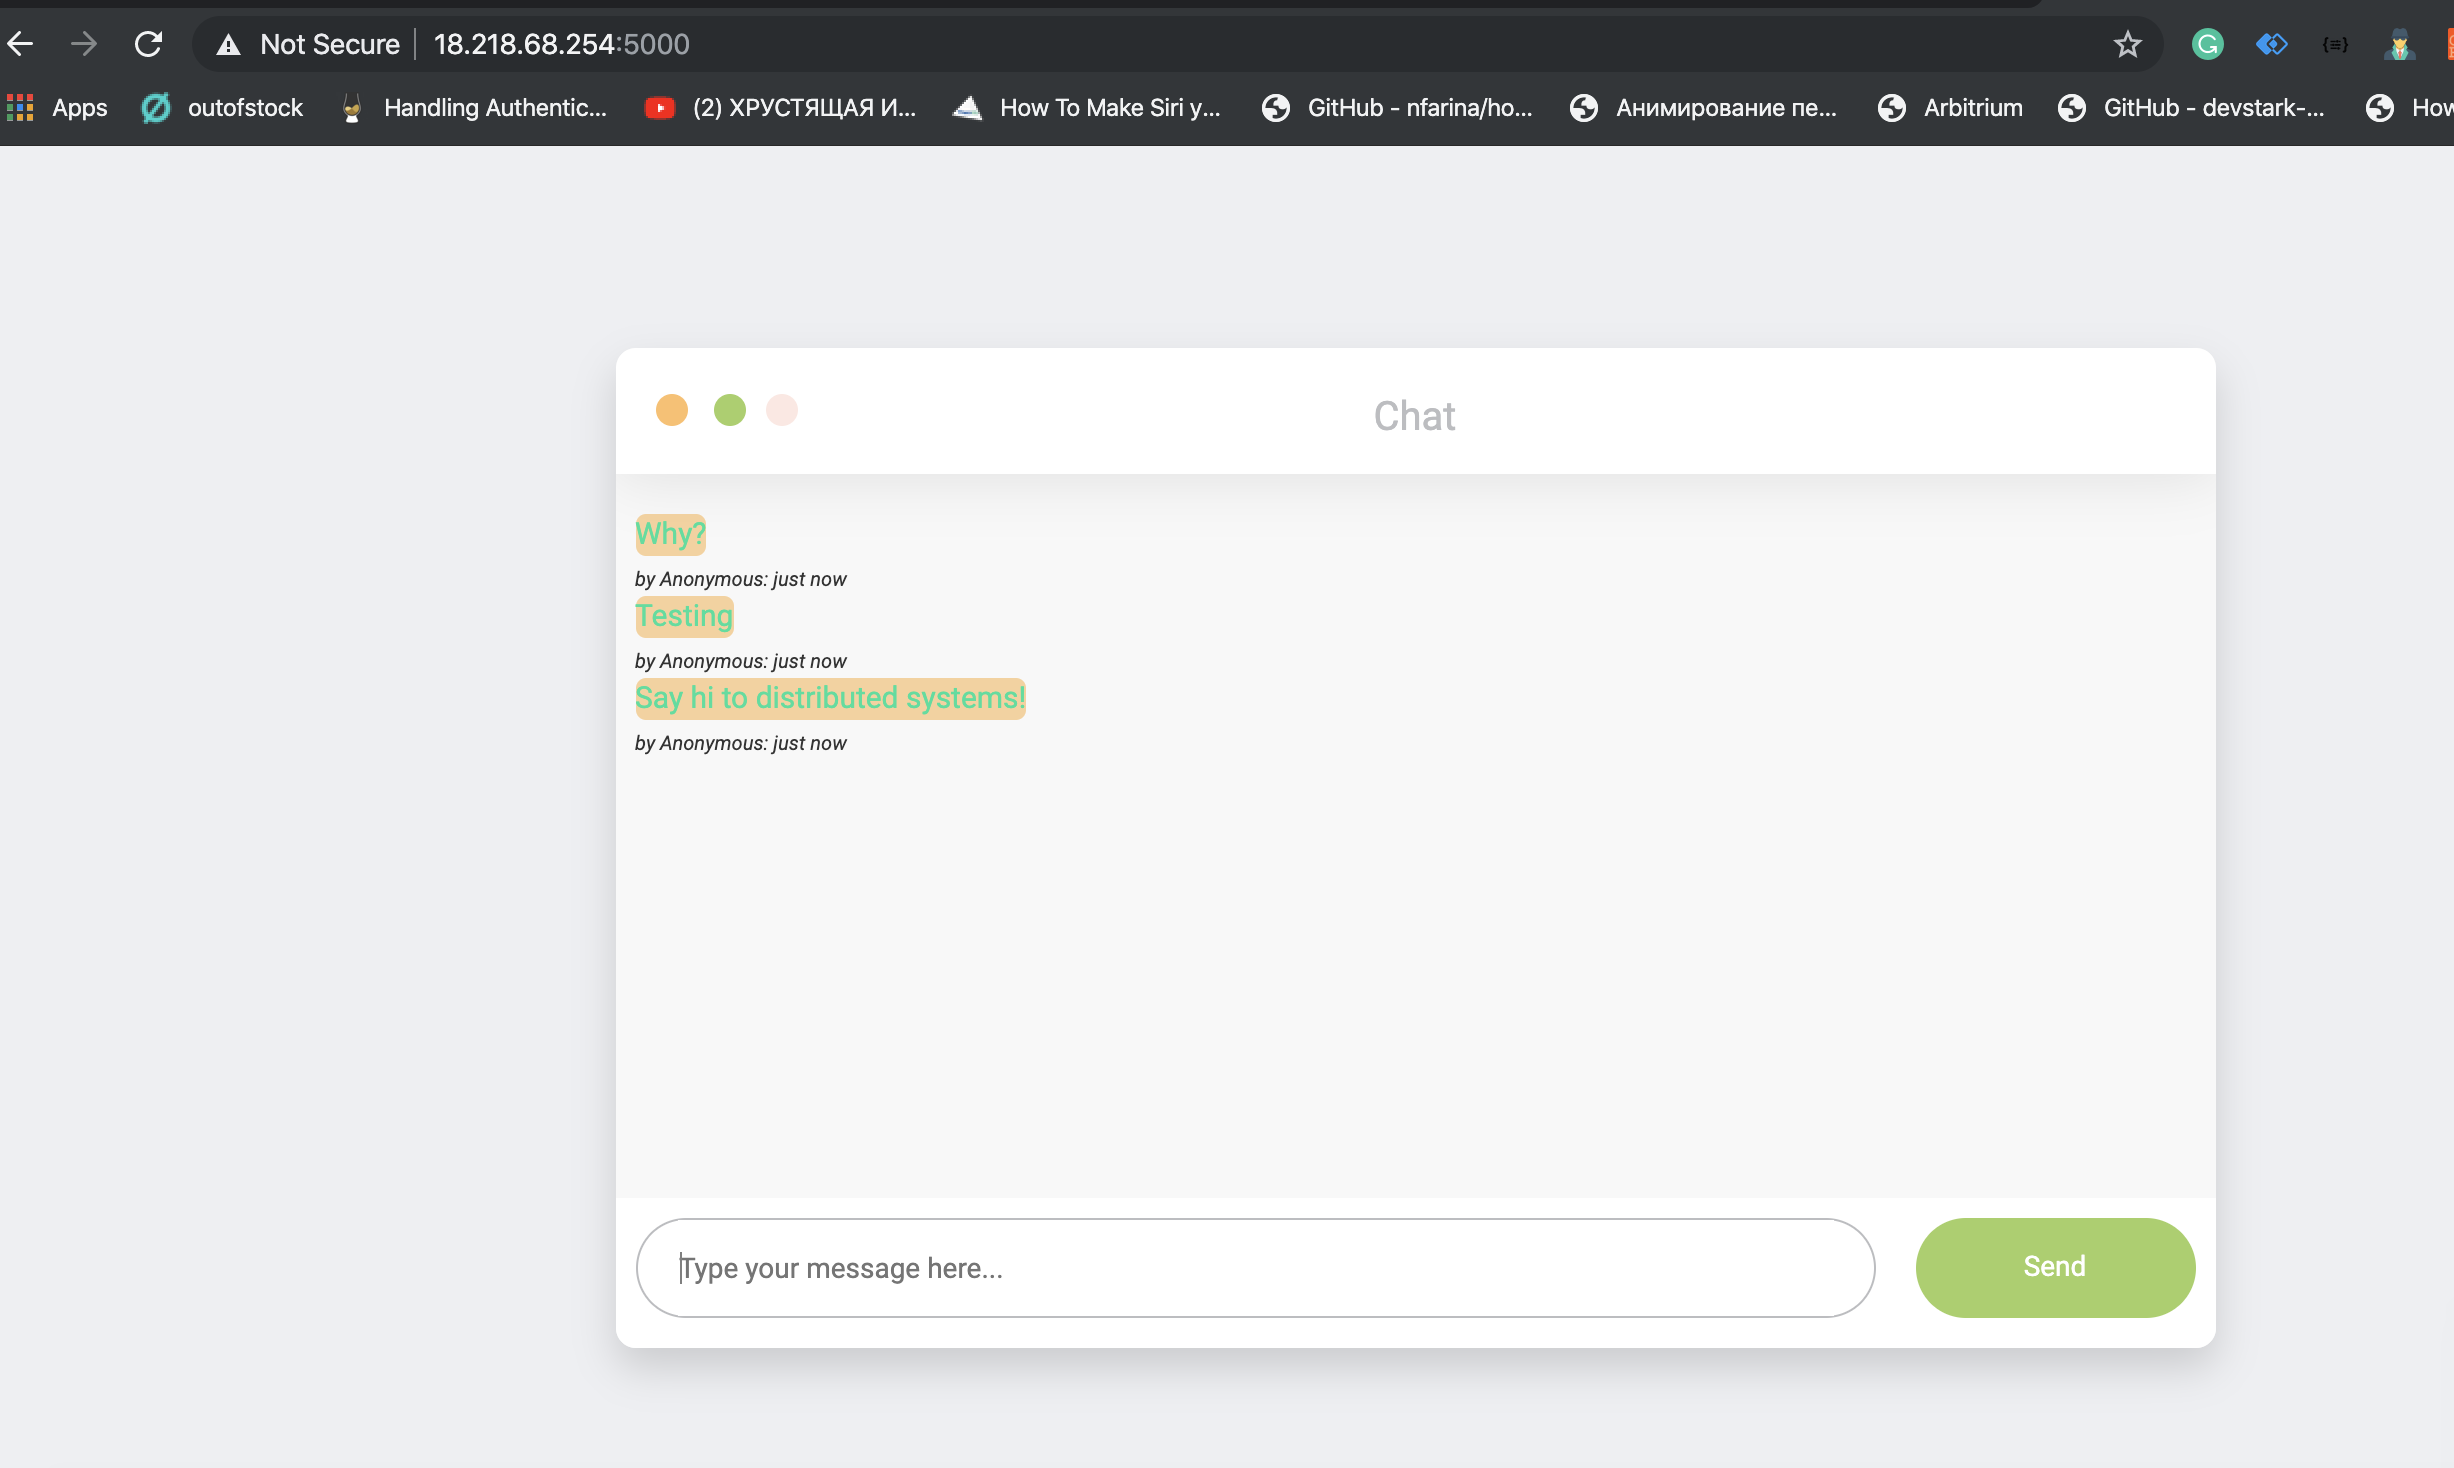 Not Secure | 18.218.68.254:5000
Apps outofstock Handling Authentic... (2) ХРУСТЯЩАЯ И... How To Make Siri y... GitHub - nfarina/ho... Анимирование пе... Arbitrium GitHub - devstark-... How
Chat
Why?
by Anonymous: just now
Testing
by Anonymous: just now
Say hi to distributed systems!
by Anonymous: just now
Type your message here...
Send